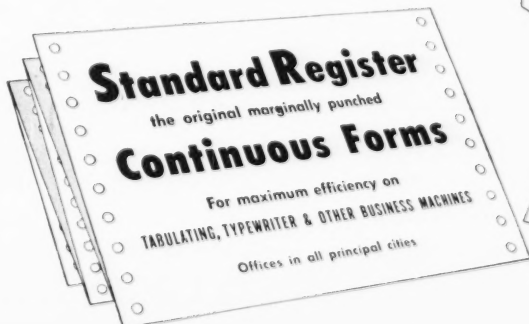 Standard Register
the original marginally punched
Continuous Forms
For maximum efficiency on
TABULATING, TYPEWRITER & OTHER BUSINESS MACHINES
Offices in all principal cities